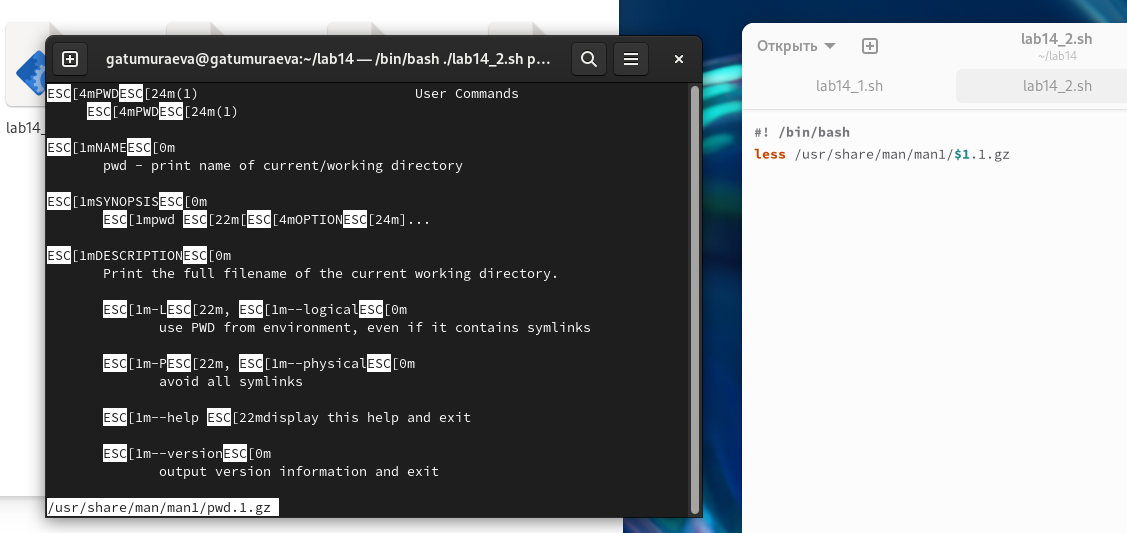 gatumuraeva@gatumuraeva:~/lab14 — /bin/bash ./lab14_2.sh p...
ESC[4mPWDESC[24m(1) User Commands
ESC[4mPWDESC[24m(1)
ESC[1mNAMEESC[0m
pwd - print name of current/working directory
ESC[1mSYNOPSISESC[0m
ESC[1mpwd ESC[22m[ESC[4mOPTIONESC[24m]...
ESC[1mDESCRIPTIONESC[0m
Print the full filename of the current working directory.
ESC[1m-LESC[22m, ESC[1m--logicalESC[0m
use PWD from environment, even if it contains symlinks
ESC[1m-PESC[22m, ESC[1m--physicalESC[0m
avoid all symlinks
ESC[1m--help ESC[22mdisplay this help and exit
ESC[1m--versionESC[0m
output version information and exit
/usr/share/man/man1/pwd.1.gz
lab14_
Открыть
lab14_2.sh
~/lab14
lab14_1.sh
lab14_2.sh
#! /bin/bash
less /usr/share/man/man1/$1.1.gz